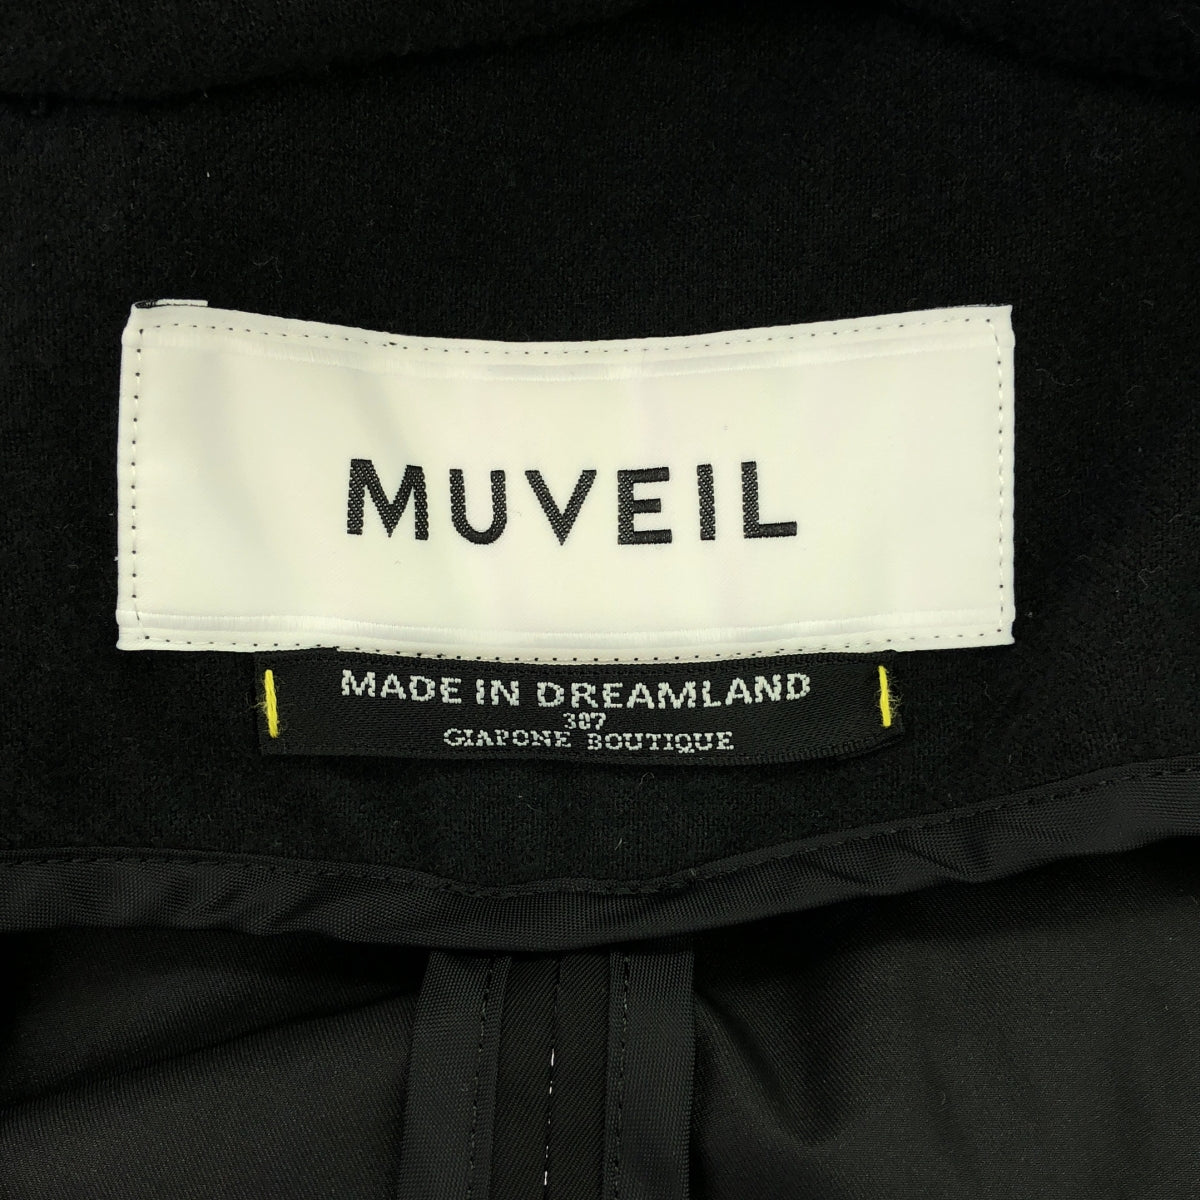 MUVEIL
MADE IN DREAMLAND
307
GIAPONE BOUTIQUE